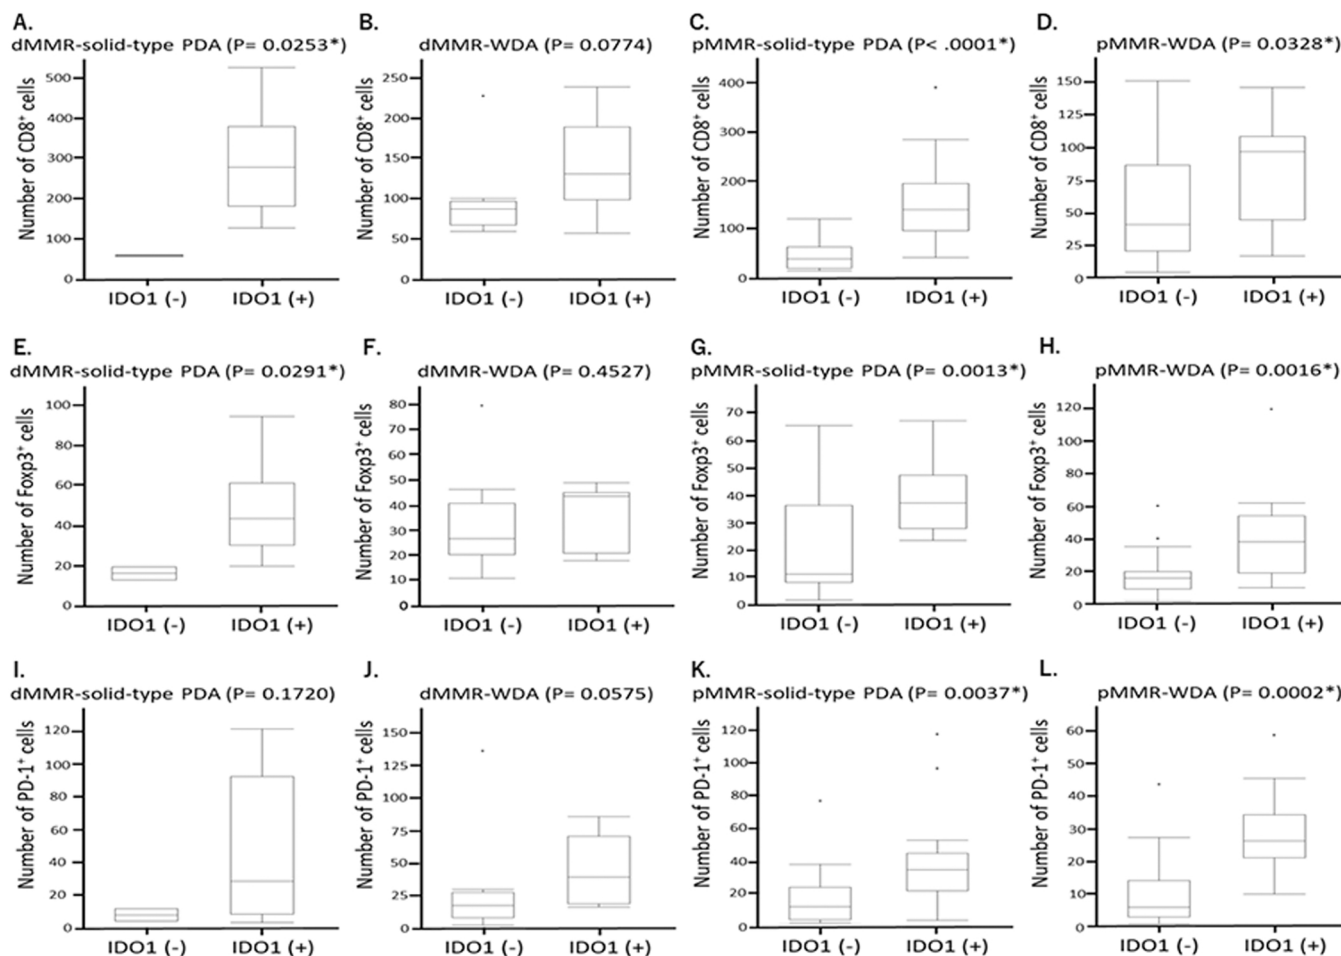 A.
dMMR-solid-type PDA (P= 0.0253*)
Number of CD8⁺ cells
500
400
300
200
100
0
IDO1 (-) IDO1 (+)
B.
dMMR-WDA (P= 0.0774)
Number of CD8⁺ cells
250
200
150
100
50
0
IDO1 (-) IDO1 (+)
C.
pMMR-solid-type PDA (P< .0001*)
Number of CD8⁺ cells
400
300
200
100
0
IDO1 (-) IDO1 (+)
D.
pMMR-WDA (P= 0.0328*)
Number of CD8⁺ cells
150
125
100
75
50
25
0
IDO1 (-) IDO1 (+)
E.
dMMR-solid-type PDA (P= 0.0291*)
Number of Foxp3⁺ cells
100
80
60
40
20
0
IDO1 (-) IDO1 (+)
F.
dMMR-WDA (P= 0.4527)
Number of Foxp3⁺ cells
80
70
60
50
40
30
20
10
0
IDO1 (-) IDO1 (+)
G.
pMMR-solid-type PDA (P= 0.0013*)
Number of Foxp3⁺ cells
70
60
50
40
30
20
10
0
IDO1 (-) IDO1 (+)
H.
pMMR-WDA (P= 0.0016*)
Number of Foxp3⁺ cells
120
100
80
60
40
20
0
IDO1 (-) IDO1 (+)
I.
dMMR-solid-type PDA (P= 0.1720)
Number of PD-1⁺ cells
120
100
80
60
40
20
0
IDO1 (-) IDO1 (+)
J.
dMMR-WDA (P= 0.0575)
Number of PD-1⁺ cells
150
125
100
75
50
25
0
IDO1 (-) IDO1 (+)
K.
pMMR-solid-type PDA (P= 0.0037*)
Number of PD-1⁺ cells
120
100
80
60
40
20
0
IDO1 (-) IDO1 (+)
L.
pMMR-WDA (P= 0.0002*)
Number of PD-1⁺ cells
60
50
40
30
20
10
0
IDO1 (-) IDO1 (+)